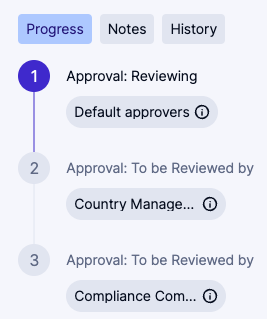 Progress Notes History
1 Approval: Reviewing
Default approvers
2 Approval: To be Reviewed by
Country Manage...
3 Approval: To be Reviewed by
Compliance Com...